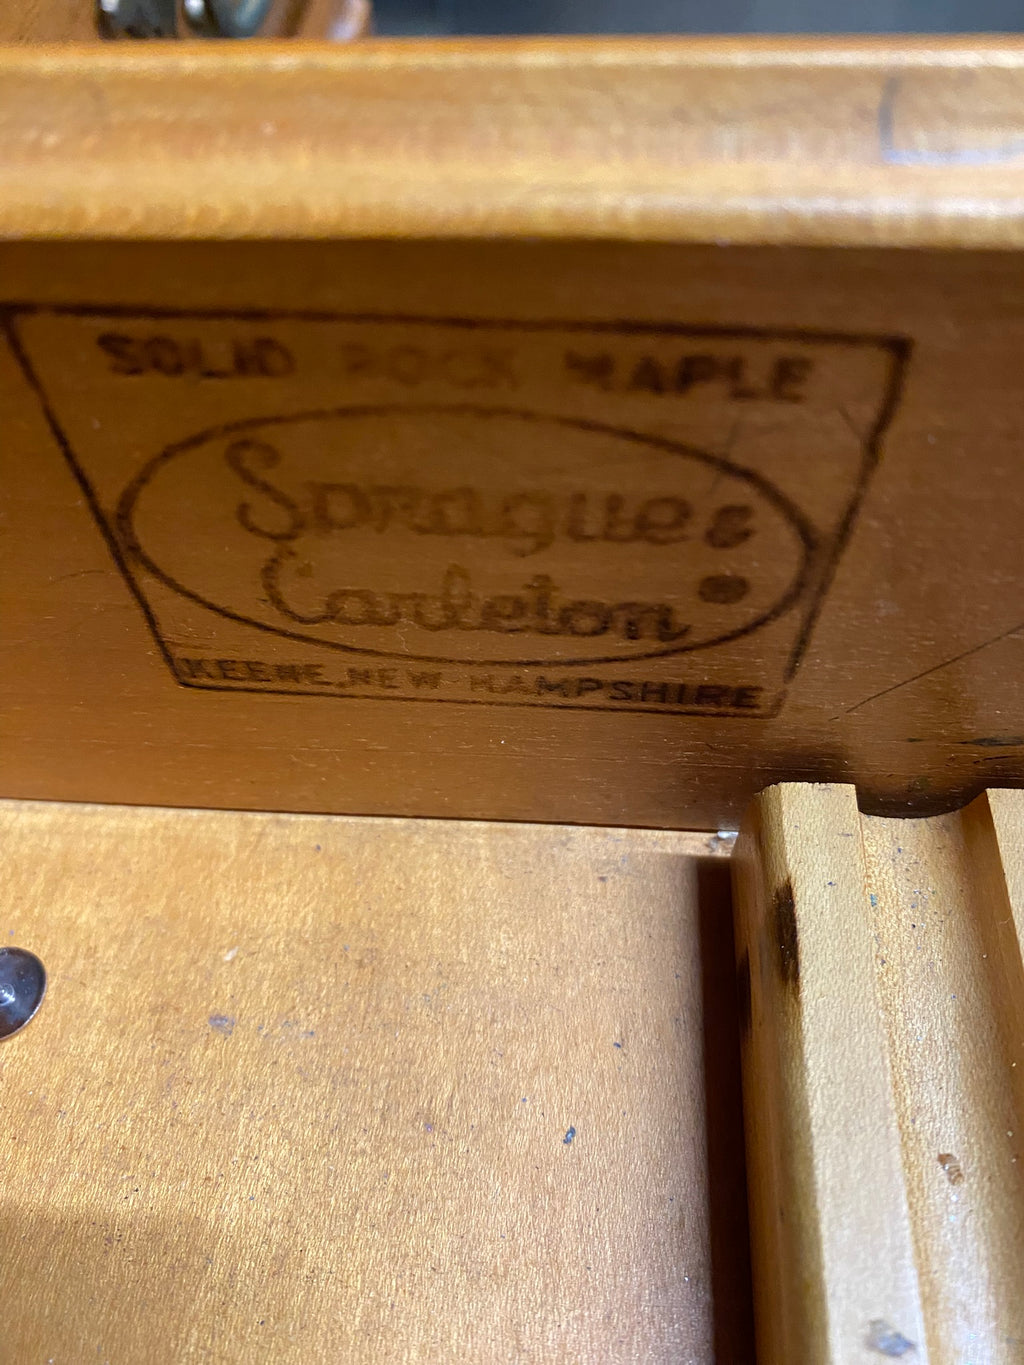 SOLID ROCK MAPLE
Sprague &
Carleton ®
KEENE, NEW HAMPSHIRE